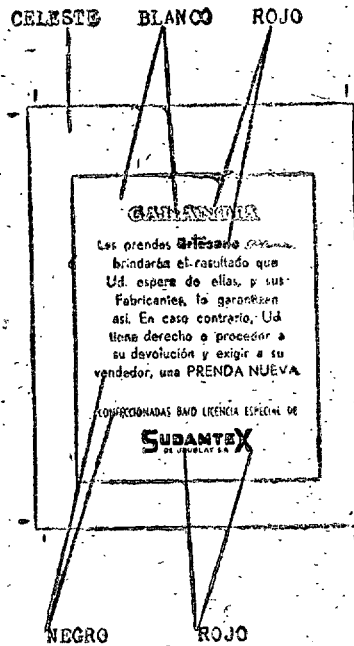 CELESTE BLANCO ROJO
GARANTIA
Las prendas Artesano
brindarán el resultado que
Ud. espera de ellas, y sus
Fabricantes, lo garantizan
así. En caso contrario, Ud.
tiene derecho a proceder a
su devolución y exigir a su
vendedor, una PRENDA NUEVA
CONFECCIONADAS BAJO LICENCIA ESPECIAL DE
SUDAMTEX
NEGRO ROJO